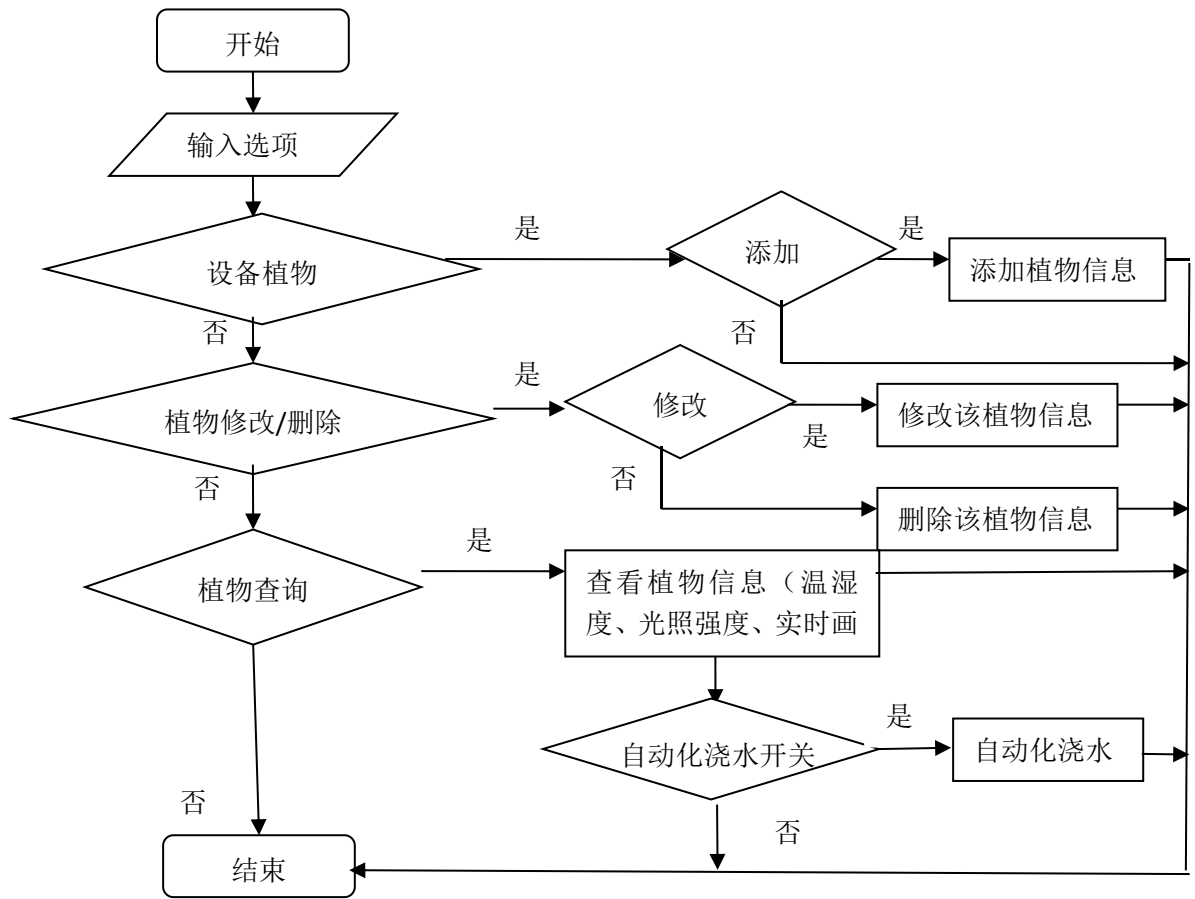 开始
输入选项
是
是
设备植物
添加
添加植物信息
否
否
是
植物修改/删除
修改
修改该植物信息
是
否
否
删除该植物信息
是
植物查询
查看植物信息（温湿
度、光照强度、实时画
是
自动化浇水开关
自动化浇水
否
否
结束